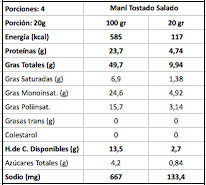 Porciones: 4 Maní Tostado Salado
Porción: 20g 100 gr 20 gr
Energía (kcal) 585 117
Proteínas (g) 23,7 4,74
Gras Totales (g) 49,7 9,94
Gras Saturadas (g) 6,9 1,38
Gras Monoinsat. (g) 24,6 4,92
Gras Poliinsat. 15,7 3,14
Grasas trans (g) 0 0
Colestarol 0 0
H.de C. Disponibles (g) 13,5 2,7
Azúcares Totales (g) 4,2 0,84
Sodio (mg) 667 133,4